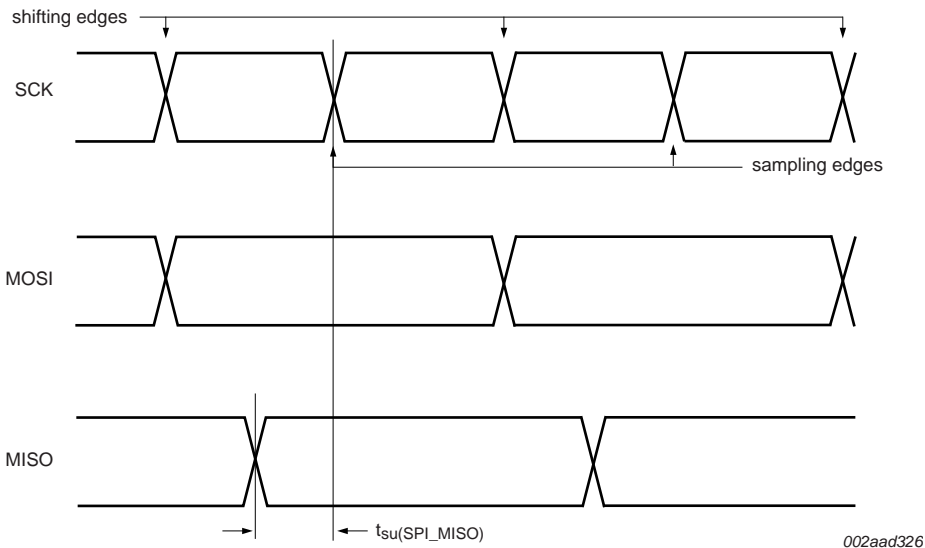 shifting edges
SCK
sampling edges
MOSI
MISO
tsu(SPI_MISO)
002aad326